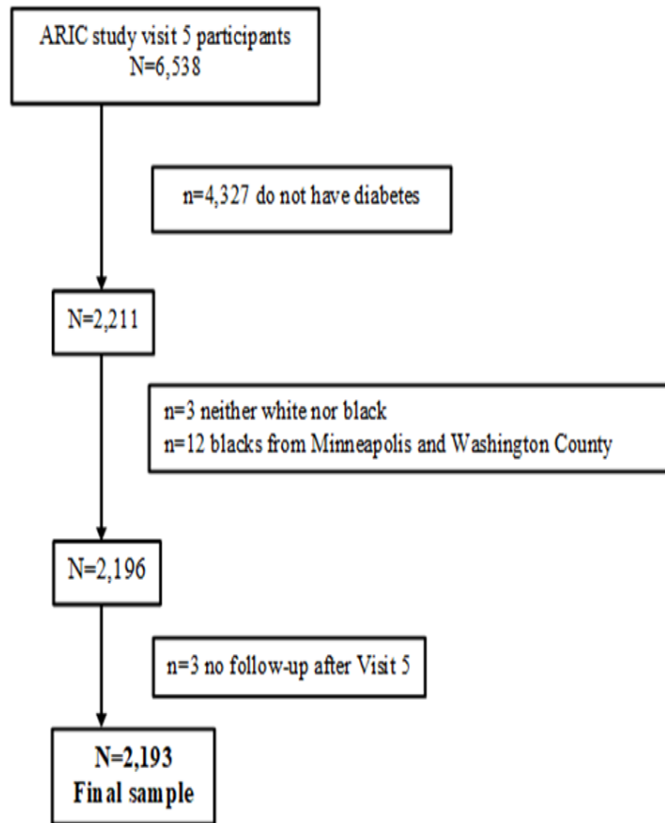 ARIC study visit 5 participants
N=6,538
n=4,327 do not have diabetes
N=2,211
n=3 neither white nor black
n=12 blacks from Minneapolis and Washington County
N=2,196
n=3 no follow-up after Visit 5
N=2,193
Final sample